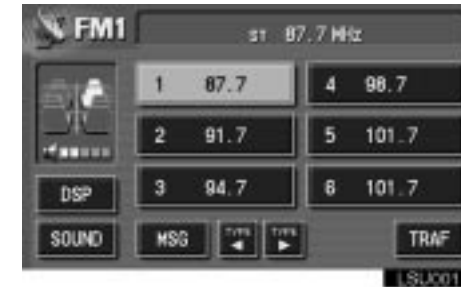 FM1 ST 87.7 MHz
1 87.7 4 98.7
2 91.7 5 101.7
3 94.7 6 101.7
DSP
SOUND MSG TYPE ◀ TYPE ▶ TRAF
LSU001